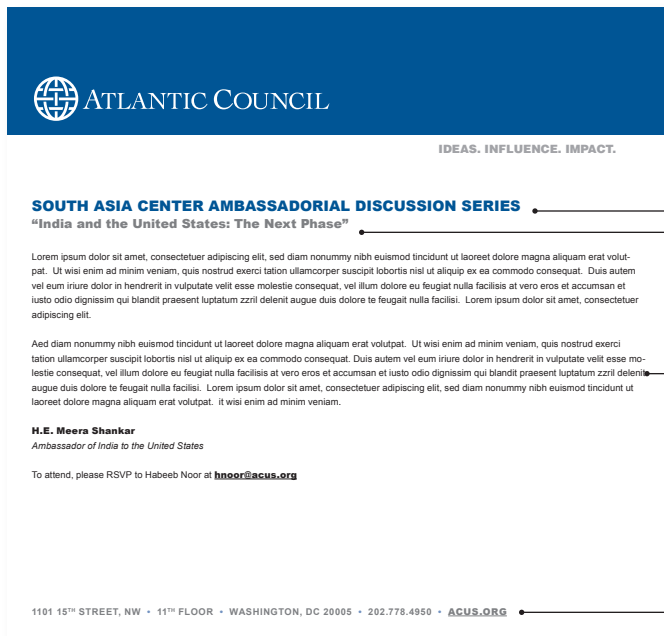 ATLANTIC COUNCIL
IDEAS. INFLUENCE. IMPACT.
SOUTH ASIA CENTER AMBASSADORIAL DISCUSSION SERIES
“India and the United States: The Next Phase”
Lorem ipsum dolor sit amet, consectetuer adipiscing elit, sed diam nonummy nibh euismod tincidunt ut laoreet dolore magna aliquam erat volut-
pat. Ut wisi enim ad minim veniam, quis nostrud exerci tation ullamcorper suscipit lobortis nisl ut aliquip ex ea commodo consequat. Duis autem
vel eum iriure dolor in hendrerit in vulputate velit esse molestie consequat, vel illum dolore eu feugiat nulla facilisis at vero eros et accumsan et
iusto odio dignissim qui blandit praesent luptatum zzril delenit augue duis dolore te feugait nulla facilisi. Lorem ipsum dolor sit amet, consectetuer
adipiscing elit.
Aed diam nonummy nibh euismod tincidunt ut laoreet dolore magna aliquam erat volutpat. Ut wisi enim ad minim veniam, quis nostrud exerci
tation ullamcorper suscipit lobortis nisl ut aliquip ex ea commodo consequat. Duis autem vel eum iriure dolor in hendrerit in vulputate velit esse mo-
lestie consequat, vel illum dolore eu feugiat nulla facilisis at vero eros et accumsan et iusto odio dignissim qui blandit praesent luptatum zzril delenit
augue duis dolore te feugait nulla facilisi. Lorem ipsum dolor sit amet, consectetuer adipiscing elit, sed diam nonummy nibh euismod tincidunt ut
laoreet dolore magna aliquam erat volutpat. it wisi enim ad minim veniam.
H.E. Meera Shankar
Ambassador of India to the United States
To attend, please RSVP to Habeeb Noor at hnoor@acus.org
1101 15TH STREET, NW • 11TH FLOOR • WASHINGTON, DC 20005 • 202.778.4950 • ACUS.ORG